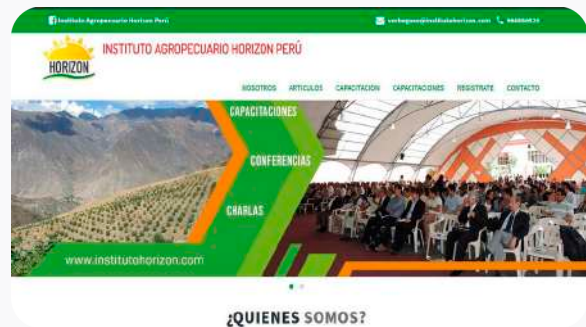 Instituto Agropecuario Horizon Perú
INSTITUTO AGROPECUARIO HORIZON PERÚ
HORIZON
NOSOTROS ARTICULOS CAPACITACION CAPACITACIONES REGISTRATE CONTACTO
CAPACITACIONES
CONFERENCIAS
CHARLAS
www.institutohorizon.com
¿QUIENES SOMOS?